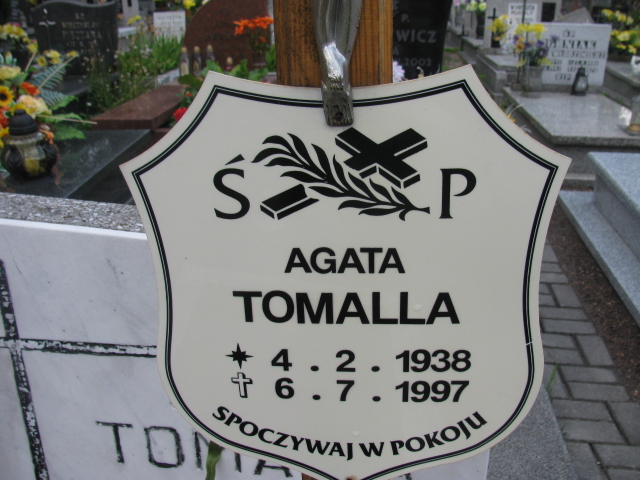 Ś P
AGATA
TOMALLA
4 . 2 . 1938
6 . 7 . 1997
SPOCZYWAJ W POKOJU